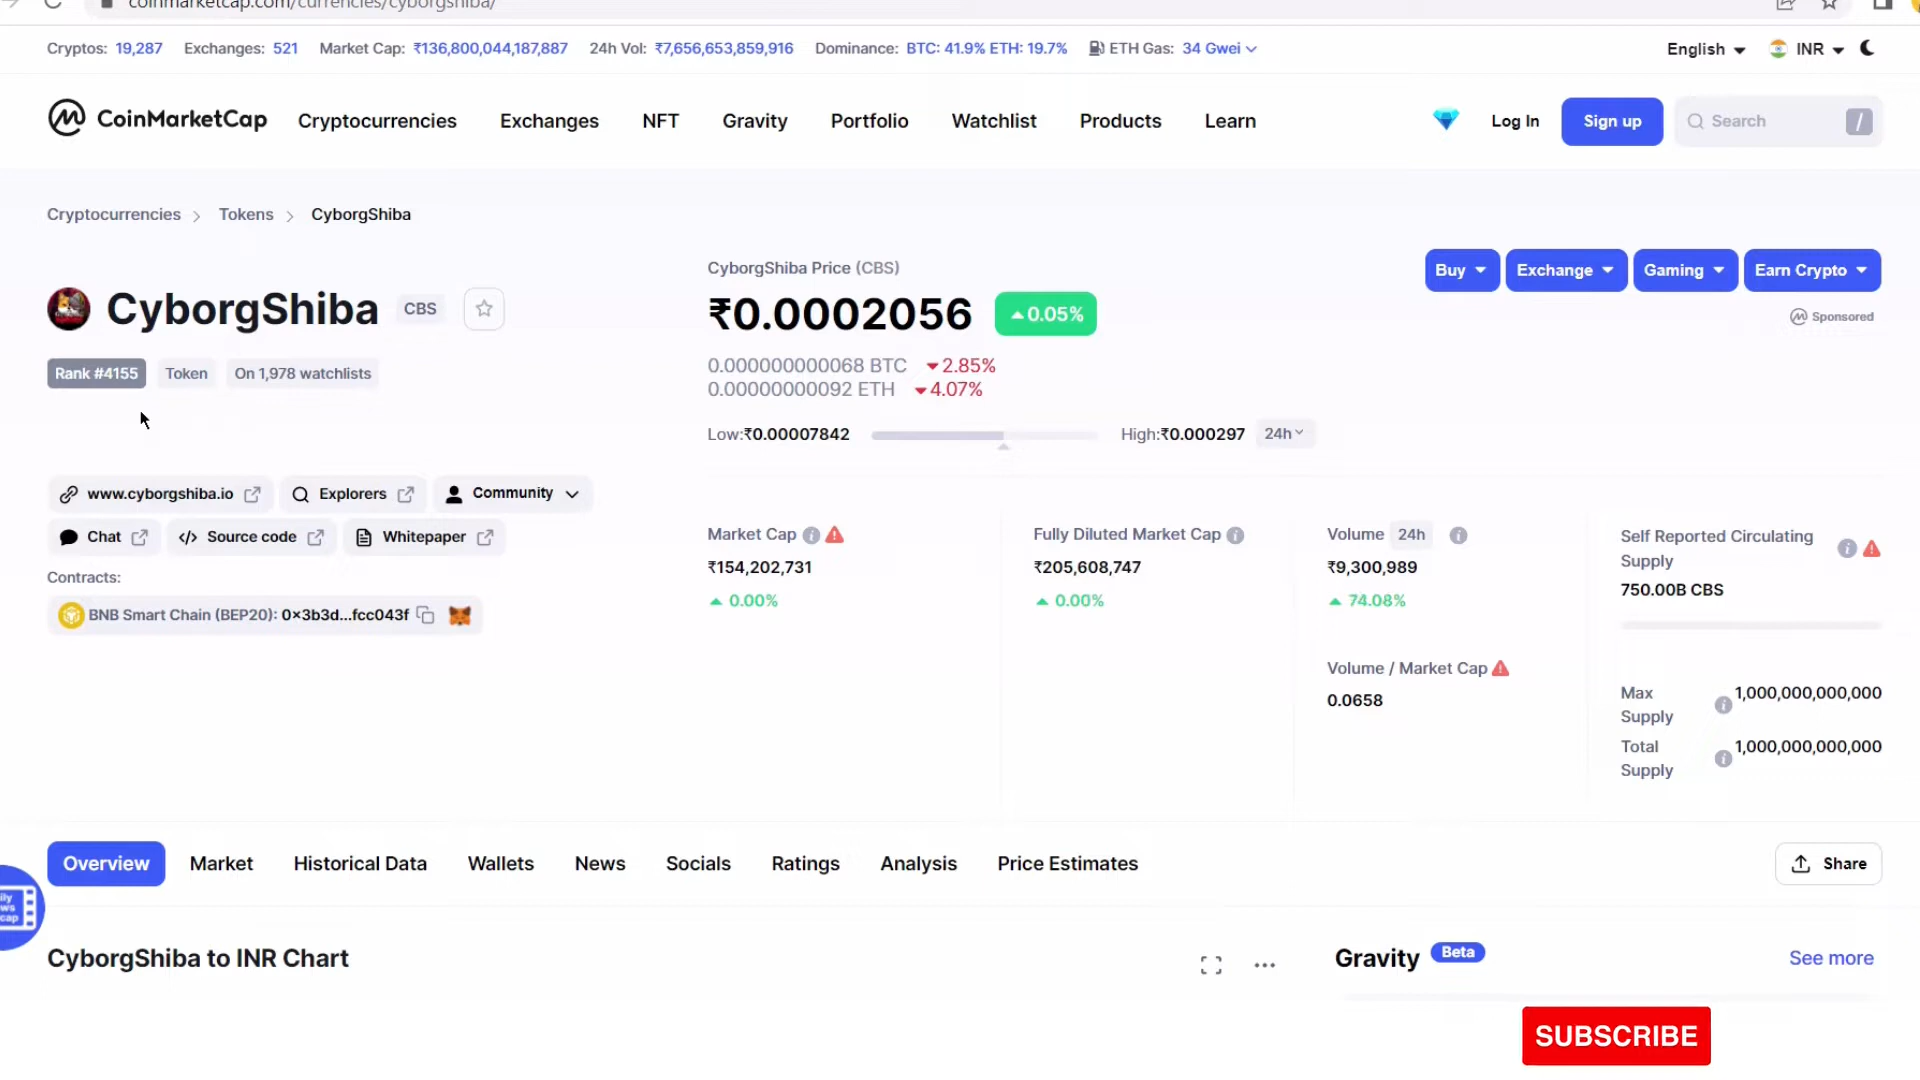 coinmarketcap.com/currencies/cyborgshiba/
Cryptos: 19,287 Exchanges: 521 Market Cap: ₹136,800,044,187,887 24h Vol: ₹7,656,653,859,916 Dominance: BTC: 41.9% ETH: 19.7% ETH Gas: 34 Gwei English INR
CoinMarketCap Cryptocurrencies Exchanges NFT Gravity Portfolio Watchlist Products Learn Log In Sign up Search /
Cryptocurrencies Tokens CyborgShiba
CyborgShiba CBS
Rank #4155 Token On 1,978 watchlists
www.cyborgshiba.io Explorers Community
Chat Source code Whitepaper
Contracts:
BNB Smart Chain (BEP20): 0×3b3d...fcc043f
CyborgShiba Price (CBS)
₹0.0002056 0.05%
0.000000000068 BTC 2.85%
0.00000000092 ETH 4.07%
Low:₹0.00007842 High:₹0.000297 24h
Buy Exchange Gaming Earn Crypto
Sponsored
Market Cap
₹154,202,731
0.00%
Fully Diluted Market Cap
₹205,608,747
0.00%
Volume 24h
₹9,300,989
74.08%
Volume / Market Cap
0.0658
Self Reported Circulating
Supply
750.00B CBS
Max
Supply
1,000,000,000,000
Total
Supply
1,000,000,000,000
Overview Market Historical Data Wallets News Socials Ratings Analysis Price Estimates Share
CyborgShiba to INR Chart
Gravity Beta See more
SUBSCRIBE